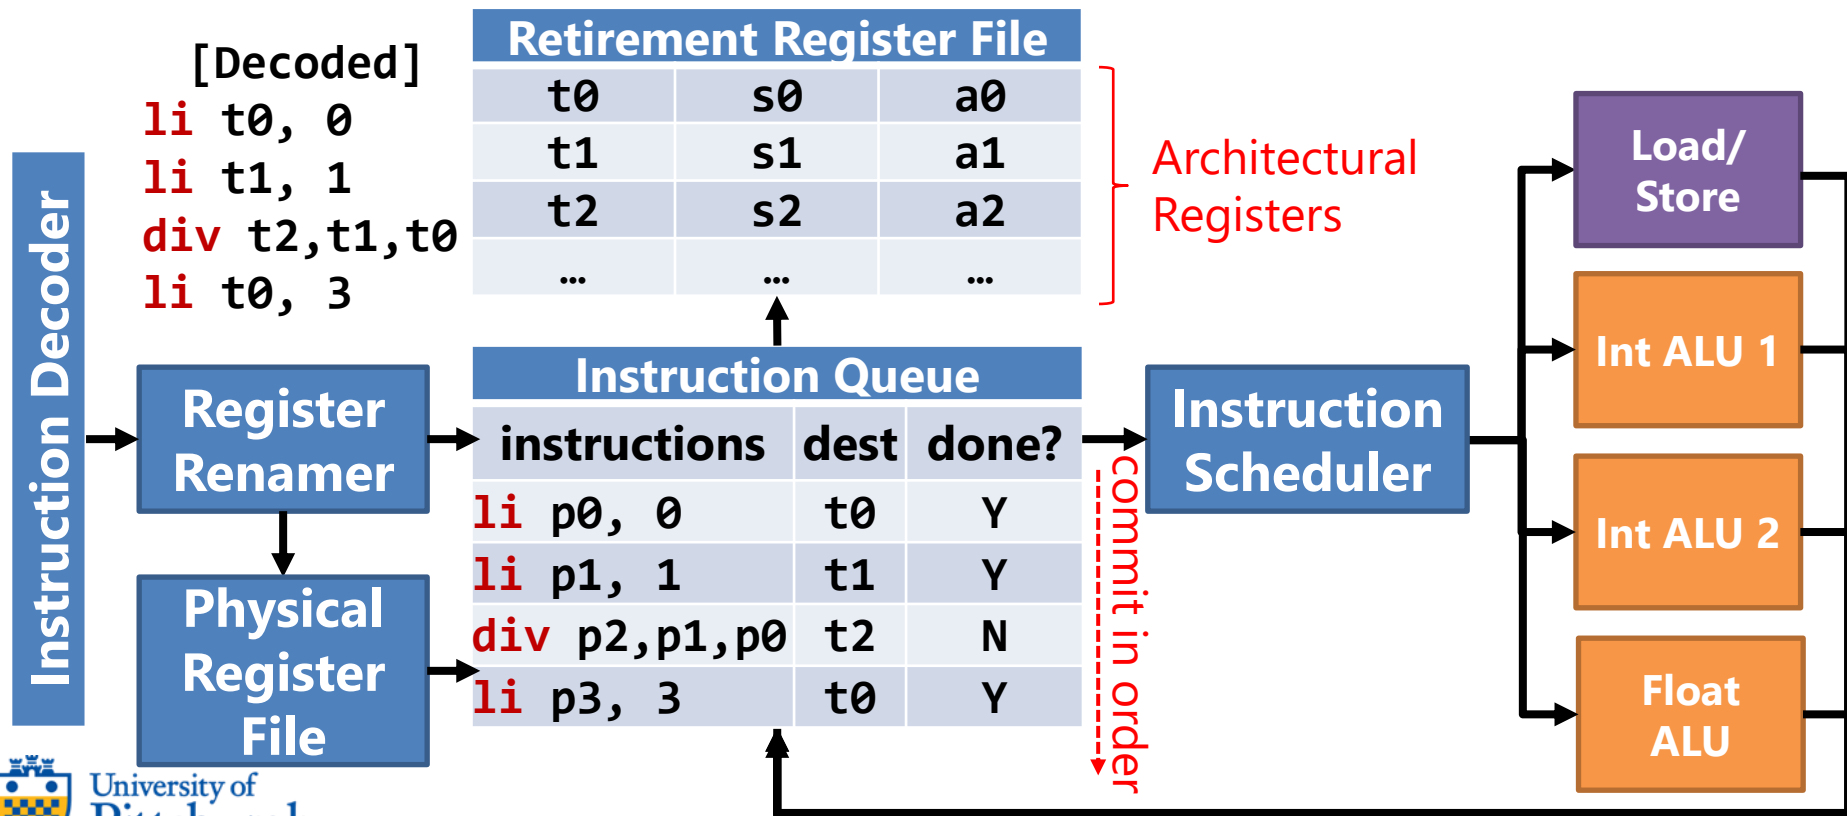 [Decoded]
li t0, 0
li t1, 1
div t2,t1,t0
li t0, 3
Instruction Decoder
Retirement Register File
t0 s0 a0
t1 s1 a1
t2 s2 a2
… … …
Architectural
Registers
Register
Renamer
Physical
Register
File
Instruction Queue
instructions dest done?
li p0, 0 t0 Y
li p1, 1 t1 Y
div p2,p1,p0 t2 N
li p3, 3 t0 Y
commit in order
Instruction
Scheduler
Load/
Store
Int ALU 1
Int ALU 2
Float
ALU
University of